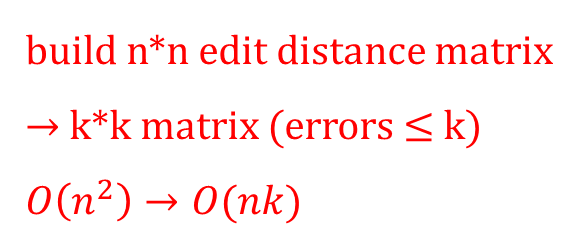 build n*n edit distance matrix
→ k*k matrix (errors ≤ k)
O(n²) → O(nk)